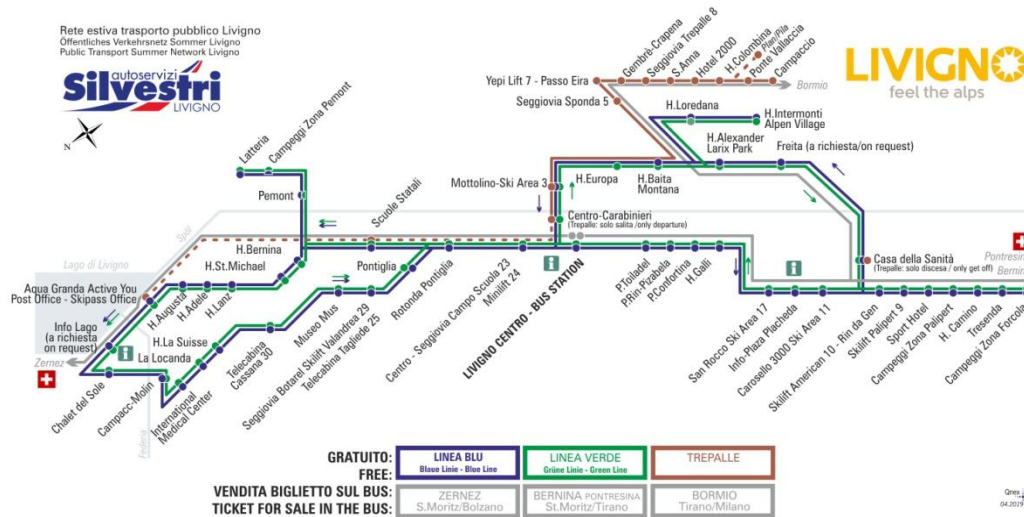 Rete estiva trasporto pubblico Livigno
Öffentliches Verkehrsnetz Sommer Livigno
Public Transport Summer Network Livigno
autoservizi
Silvestri
LIVIGNO
N
LIVIGNO
feel the alps
Yepi Lift 7 - Passo Eira
Gembrè-Crapena
Seggiovia Trepalle 8
S.Anna
Hotel 2000
H.Colombina
Plan/Pila
Ponte Vallaccia
Campaccio
Bormio
Seggiovia Sponda 5
H.Loredana
H.Intermonti
Alpen Village
H.Alexander
Larix Park
Freita (a richiesta/on request)
Latteria
Campeggi Zona Pemont
Pemont
Scuole Statali
Mottolino-Ski Area 3
H.Europa
H.Baita
Montana
Centro-Carabinieri
(Trepalle: solo salita /only departure)
Spol
Lago di Livigno
H.Bernina
H.St.Michael
Aqua Granda Active You
Post Office - Skipass Office
H.Augusta
H.Adele
H.Lanz
Pontiglia
Casa della Sanità
(Trepalle: solo discesa / only get off)
Pontresin
Bernin
Info Lago
(a richiesta
on request)
Zernez
i
H.La Suisse
La Locanda
Chalet del Sole
Campacc-Molin
International
Medical Center
Federia
Telecabina
Cassana 30
Museo Mus
Seggiovia Botarel Skilift Valandrea 29
Telecabina Tagliede 25
Rotonda Pontiglia
Centro - Seggiovia Campo Scuola 23
Minilift 24
i
LIVIGNO CENTRO - BUS STATION
P.Toiladel
P.Rin-Pizabela
P.Confortina
H.Galli
i
San Rocco Ski Area 17
Info-Plaza Placheda
Carosello 3000 Ski Area 11
Skilift American 10 - Rin da Gen
Skilift Palipert 9
Sport Hotel
Campeggi Zona Palipert
H. Camino
Tresenda
Campeggi Zona Forcola
GRATUITO:
FREE:
LINEA BLU
Blaue Linie - Blue Line
LINEA VERDE
Grüne Linie - Green Line
TREPALLE
VENDITA BIGLIETTO SUL BUS:
TICKET FOR SALE IN THE BUS:
ZERNEZ
S.Moritz/Bolzano
BERNINA PONTRESINA
St.Moritz/Tirano
BORMIO
Tirano/Milano
Qnex
04.2019